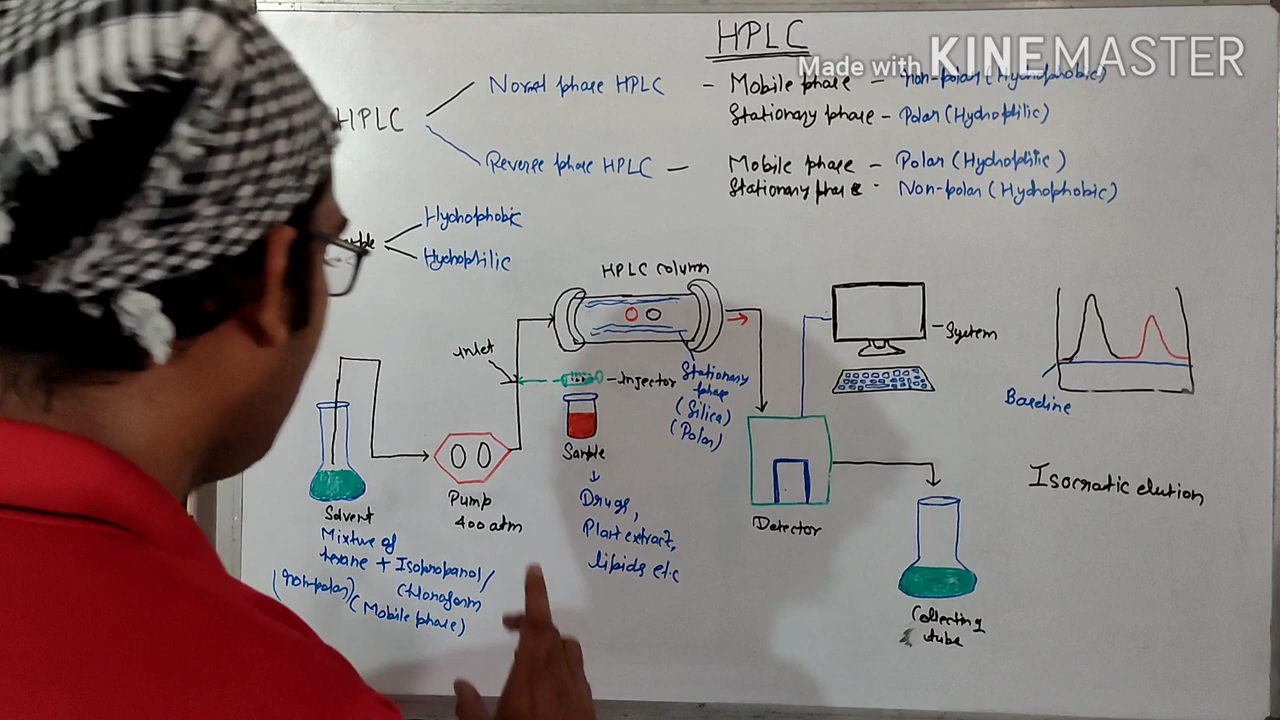 HPLC
Made with KINEMASTER
HPLC
Normal phase HPLC - Mobile phase - Non-polar (Hydrophobic)
Stationary phase - Polar (Hydrophilic)
Reverse phase HPLC - Mobile phase - Polar (Hydrophilic)
Stationary phase - Non-polar (Hydrophobic)
Hydrophobic
Hydrophilic
HPLC column
Inlet
Injector
Stationary
phase
(Silica)
(Polar)
System
Baseline
Sample
Drugs,
Plant extract,
lipids etc
Pump
400 atm
Solvent
Mixture of
hexane + Isopropanol/
(non-polar) Chloroform
(Mobile phase)
Detector
Isocratic elution
Collecting
tube